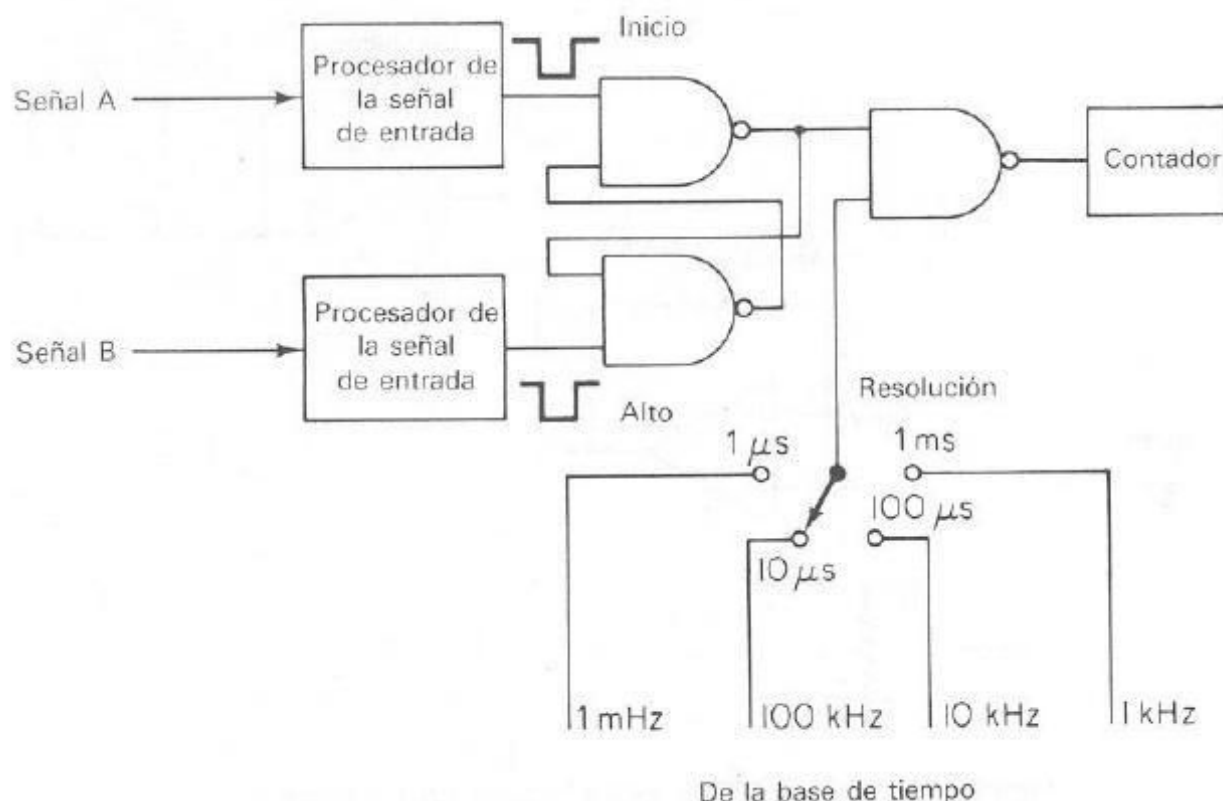 Inicio
Señal A
Procesador de
la señal
de entrada
Contador
Señal B
Procesador de
la señal
de entrada
Alto
Resolución
1 μs
1 ms
10 μs
100 μs
1 mHz
100 kHz
10 kHz
1 kHz
De la base de tiempo